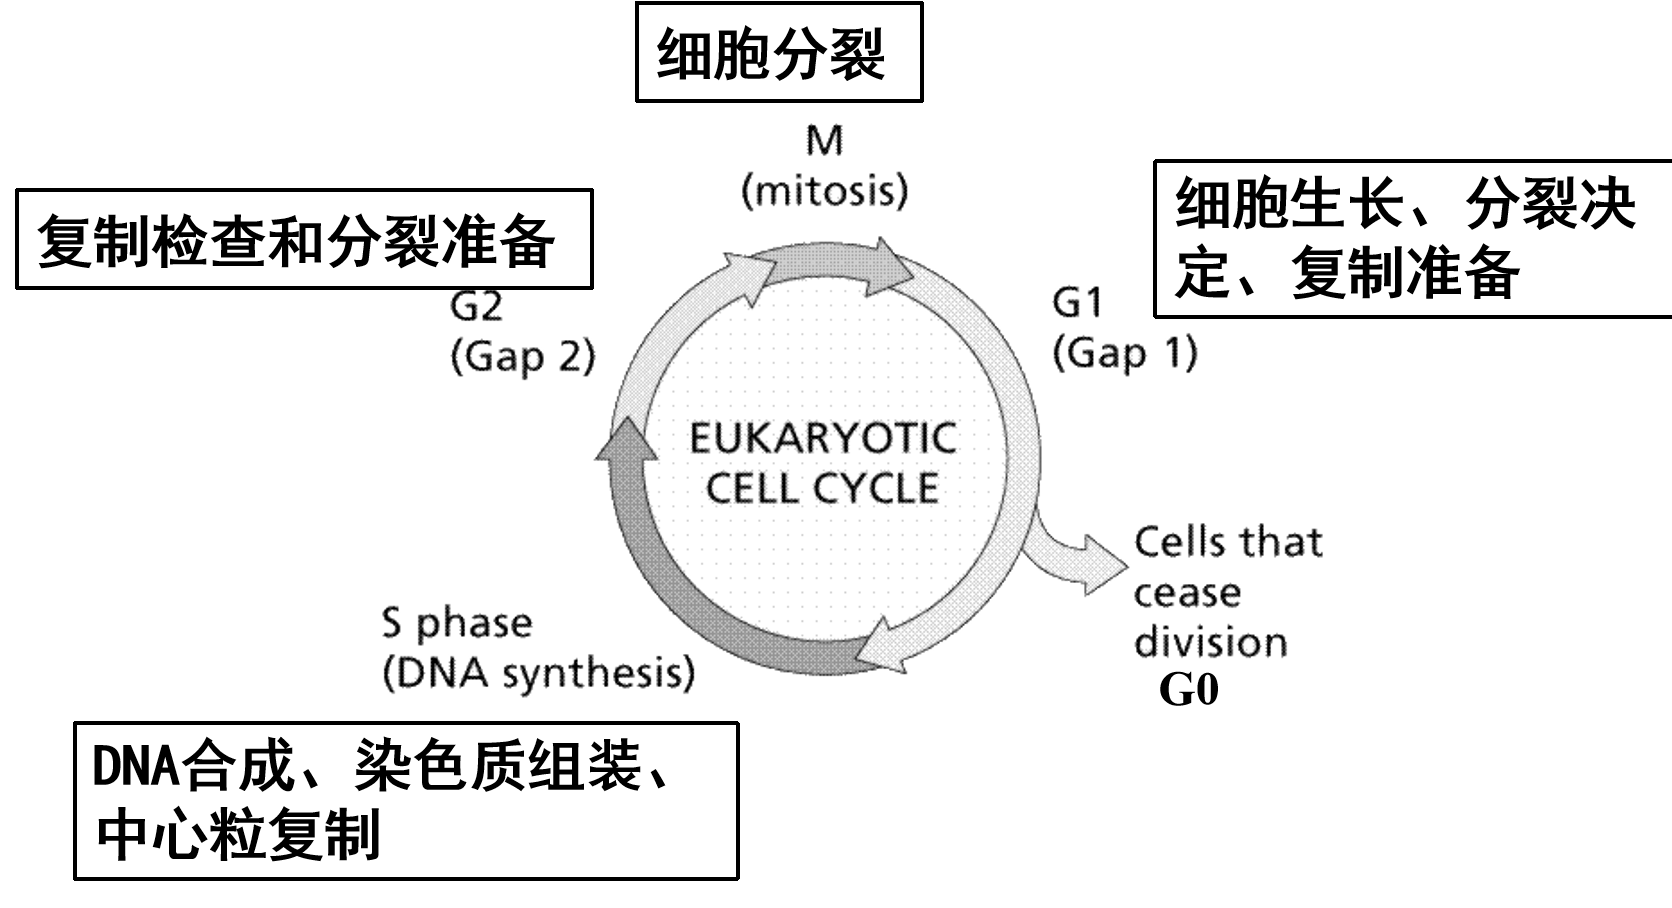 细胞分裂
M
(mitosis)
复制检查和分裂准备
G2
(Gap 2)
细胞生长、分裂决
定、复制准备
G1
(Gap 1)
EUKARYOTIC
CELL CYCLE
Cells that
cease
division
G0
S phase
(DNA synthesis)
DNA合成、染色质组装、
中心粒复制